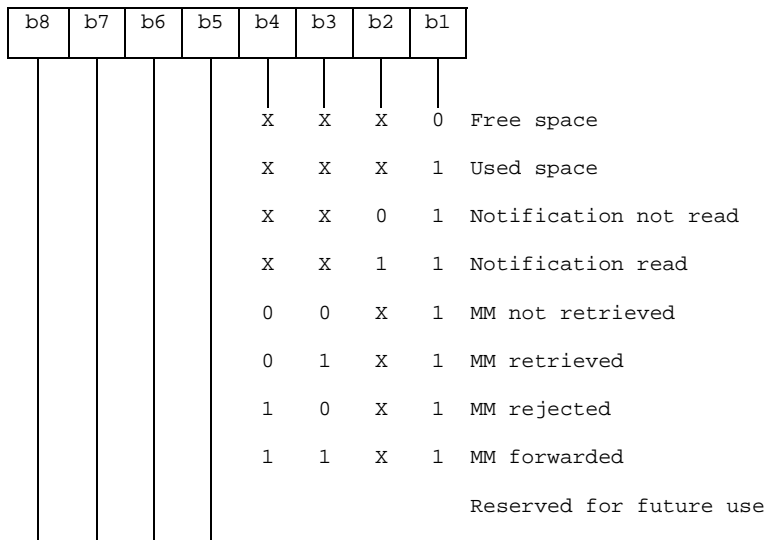 b8 b7 b6 b5 b4 b3 b2 b1
X X X 0 Free space
X X X 1 Used space
X X 0 1 Notification not read
X X 1 1 Notification read
0 0 X 1 MM not retrieved
0 1 X 1 MM retrieved
1 0 X 1 MM rejected
1 1 X 1 MM forwarded
Reserved for future use